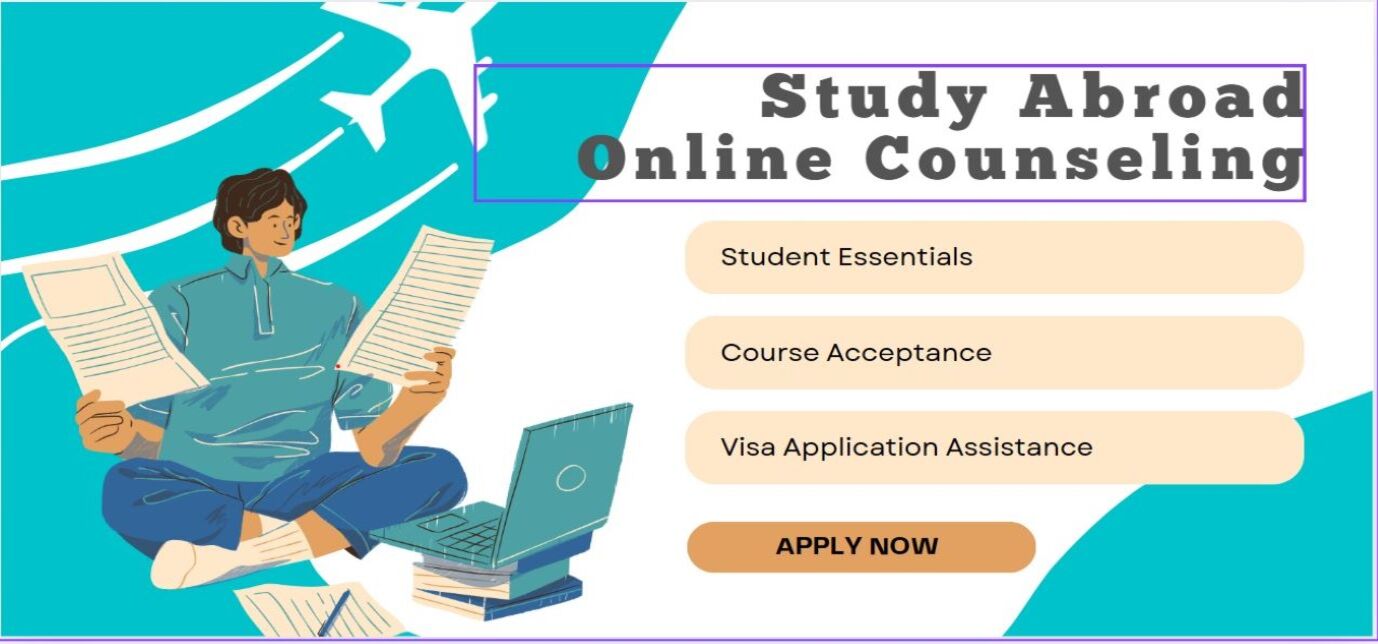 Study Abroad
Online Counseling
Student Essentials
Course Acceptance
Visa Application Assistance
APPLY NOW